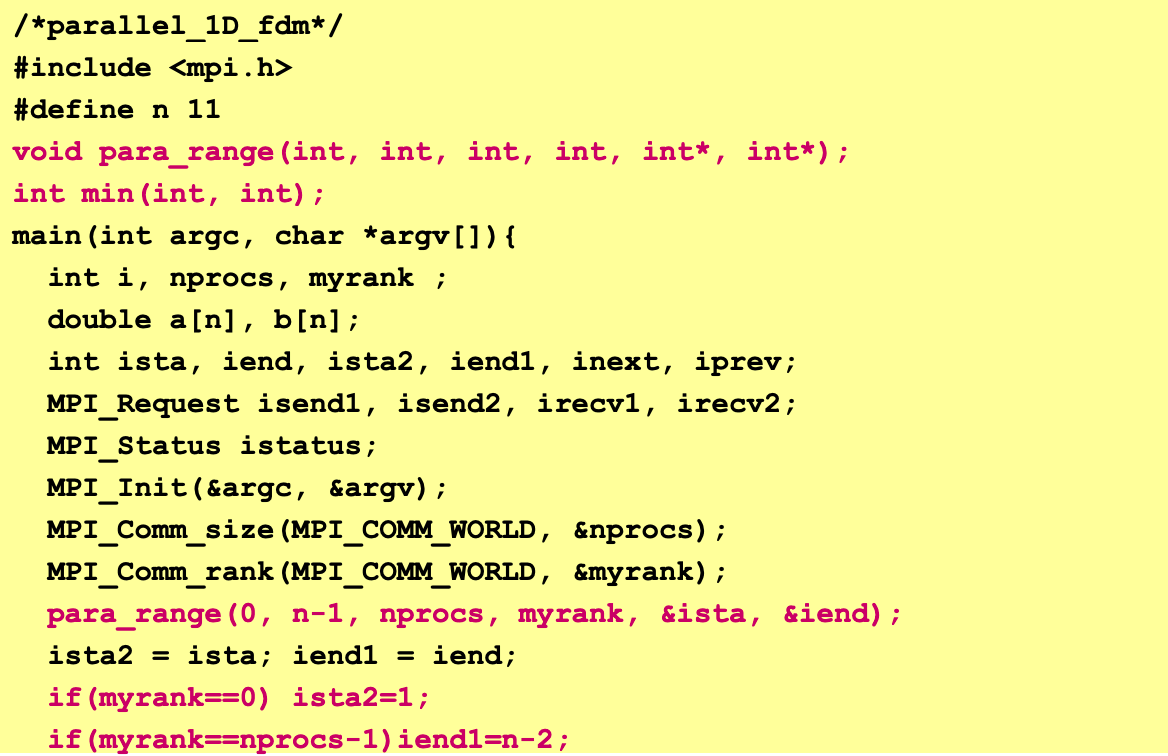 /*parallel_1D_fdm*/
#include <mpi.h>
#define n 11
void para_range(int, int, int, int, int*, int*);
int min(int, int);
main(int argc, char *argv[]){
  int i, nprocs, myrank ;
  double a[n], b[n];
  int ista, iend, ista2, iend1, inext, iprev;
  MPI_Request isend1, isend2, irecv1, irecv2;
  MPI_Status istatus;
  MPI_Init(&argc, &argv);
  MPI_Comm_size(MPI_COMM_WORLD, &nprocs);
  MPI_Comm_rank(MPI_COMM_WORLD, &myrank);
  para_range(0, n-1, nprocs, myrank, &ista, &iend);
  ista2 = ista; iend1 = iend;
  if(myrank==0) ista2=1;
  if(myrank==nprocs-1)iend1=n-2;